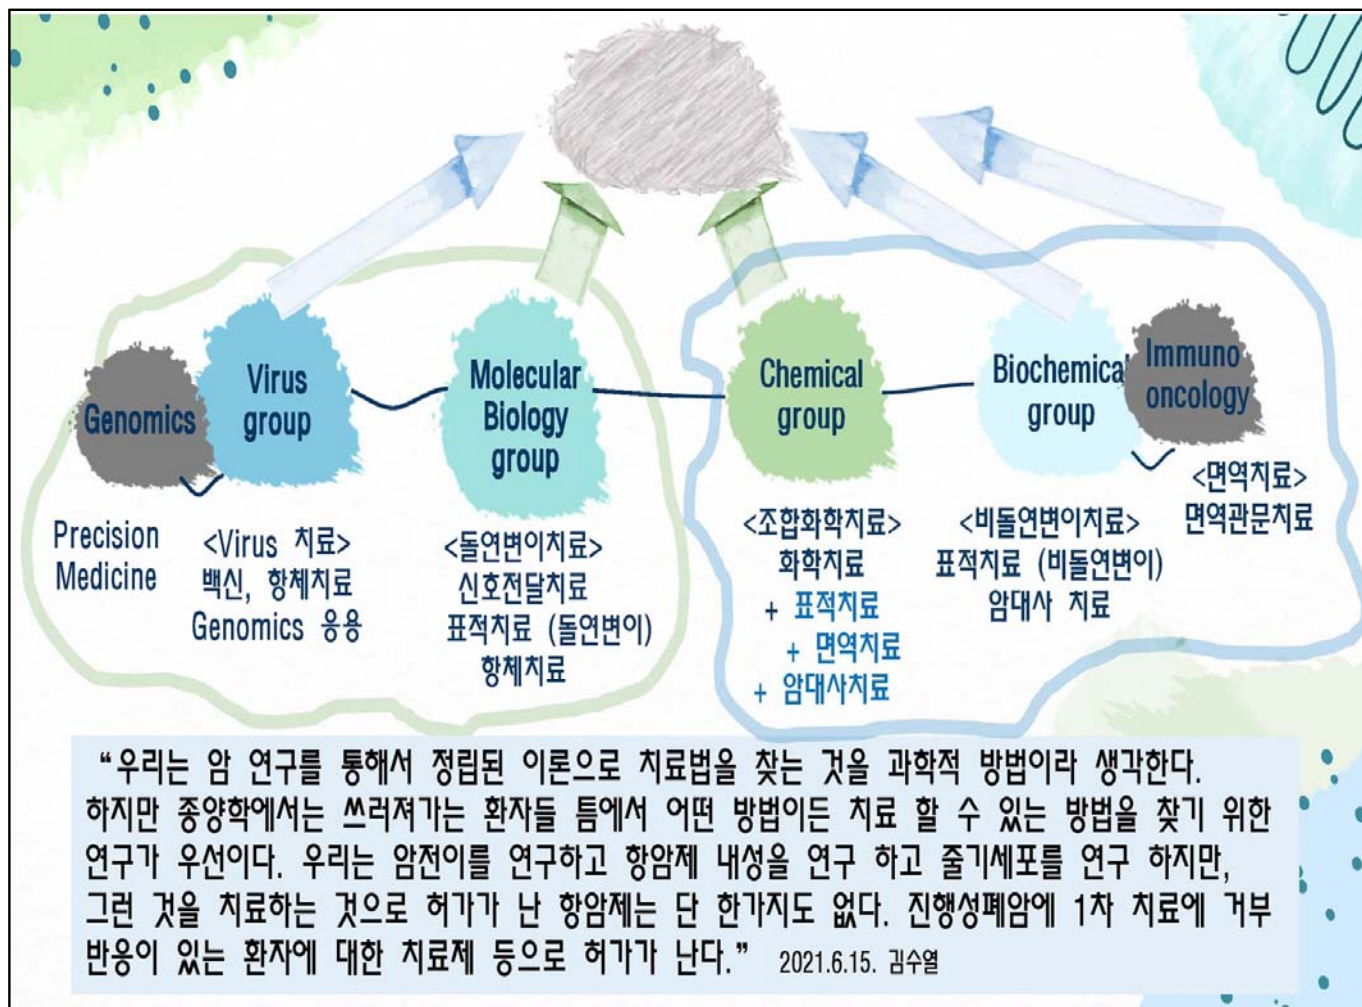 Genomics
Virus
group
Molecular
Biology
group
Chemical
group
Biochemical
group
Immuno
oncology
Precision
Medicine
<Virus 치료>
백신, 항체치료
Genomics 응용
<돌연변이치료>
신호전달치료
표적치료 (돌연변이)
항체치료
<조합화학치료>
화학치료
+ 표적치료
+ 면역치료
+ 암대사치료
<비돌연변이치료>
표적치료 (비돌연변이)
암대사 치료
<면역치료>
면역관문치료
“우리는 암 연구를 통해서 정립된 이론으로 치료법을 찾는 것을 과학적 방법이라 생각한다.
하지만 종양학에서는 쓰러져가는 환자들 틈에서 어떤 방법이든 치료 할 수 있는 방법을 찾기 위한
연구가 우선이다. 우리는 암전이를 연구하고 항암제 내성을 연구 하고 줄기세포를 연구 하지만,
그런 것을 치료하는 것으로 허가가 난 항암제는 단 한가지도 없다. 진행성폐암에 1차 치료에 거부
반응이 있는 환자에 대한 치료제 등으로 허가가 난다.” 2021.6.15. 김수열